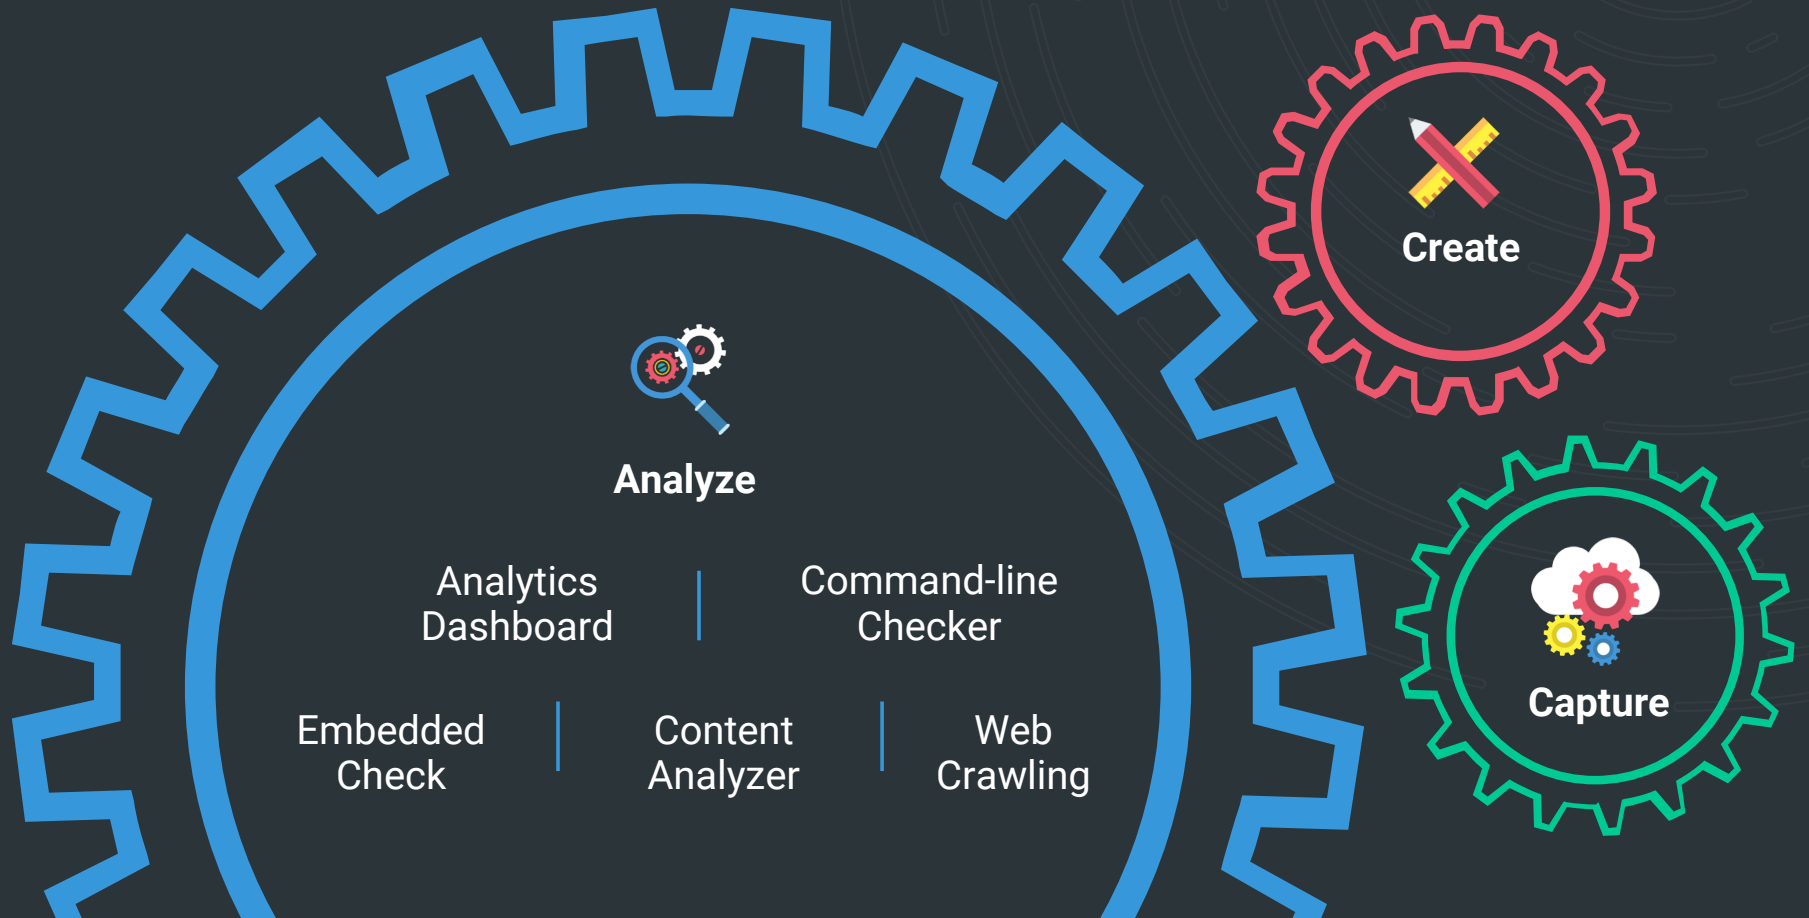 Create
Analyze
Analytics
Dashboard
Command-line
Checker
Embedded
Check
Content
Analyzer
Web
Crawling
Capture